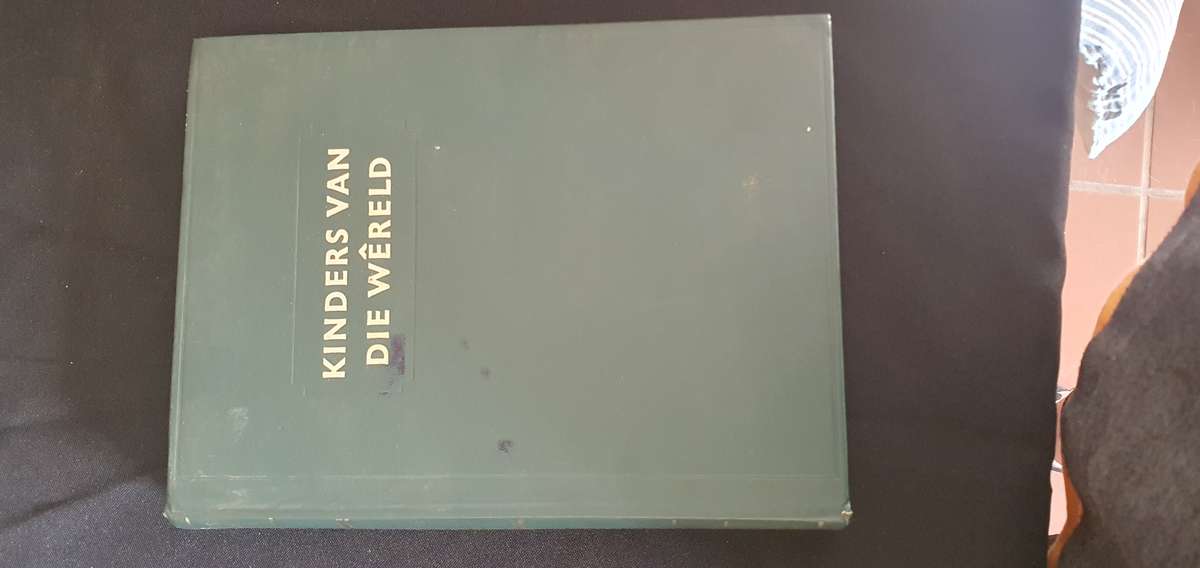 KINDERS VAN
DIE WÊRELD